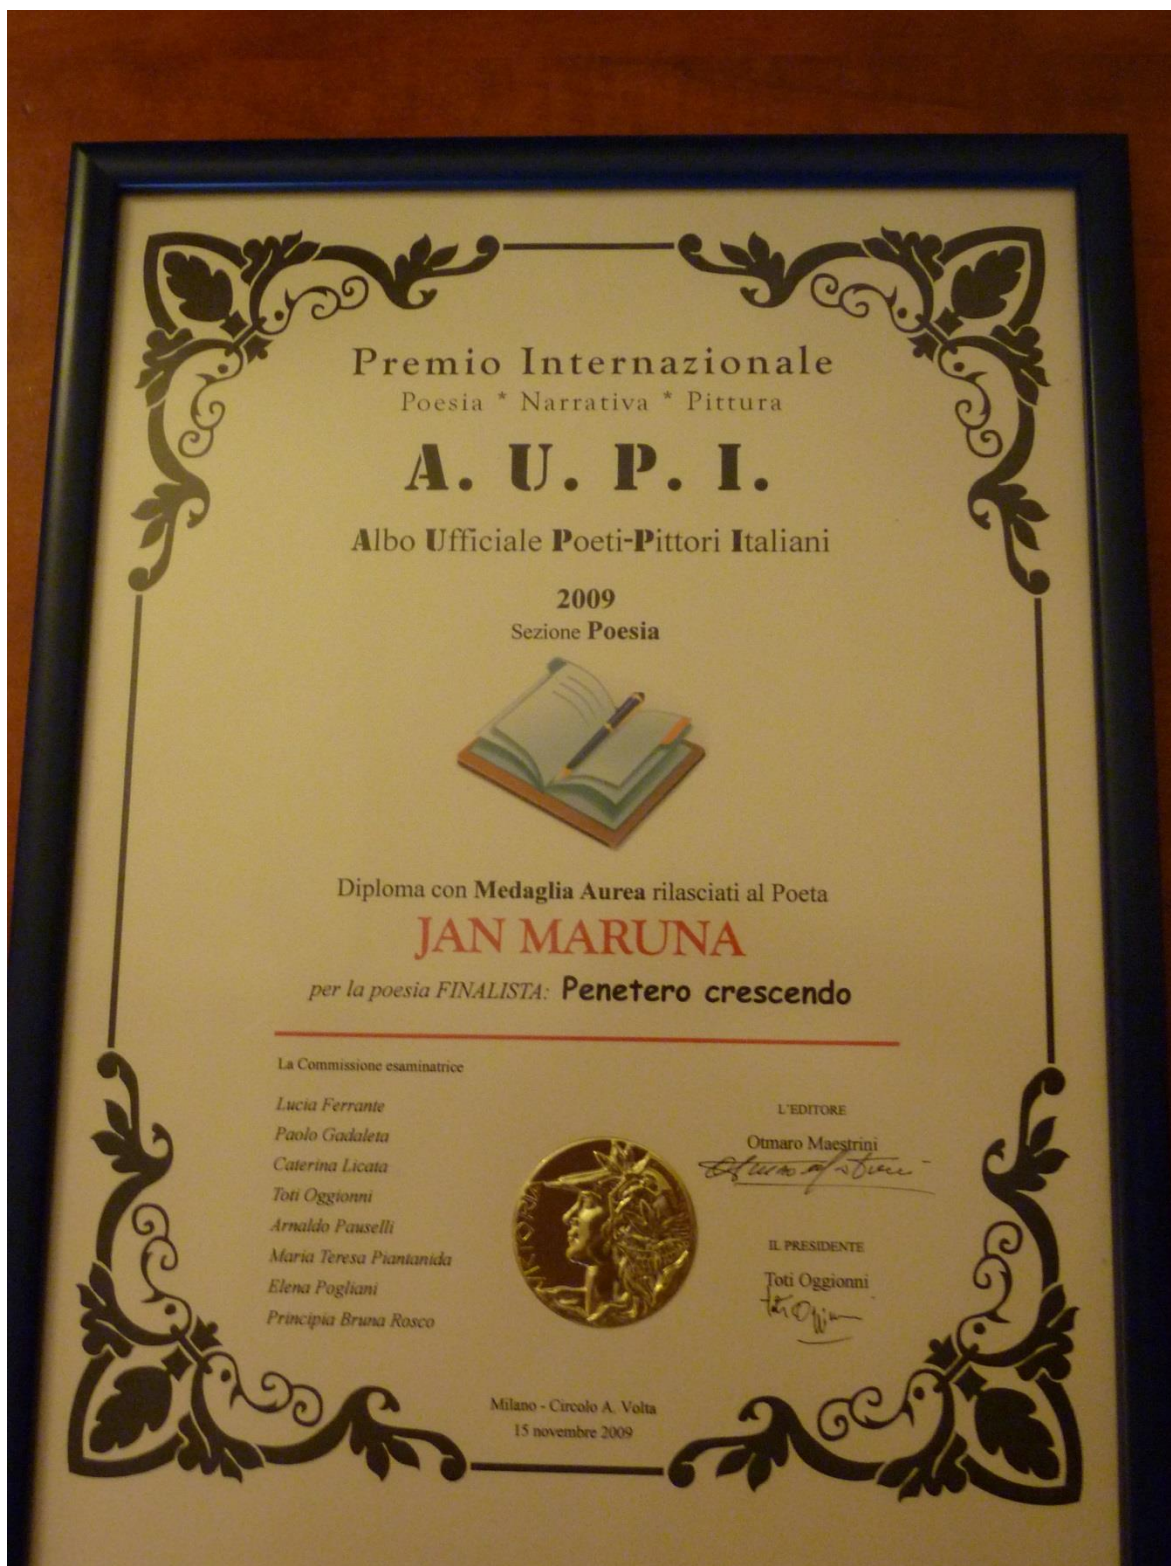 Premio Internazionale
Poesia * Narrativa * Pittura
A. U. P. I.
Albo Ufficiale Poeti-Pittori Italiani
2009
Sezione Poesia
Diploma con Medaglia Aurea rilasciati al Poeta
JAN MARUNA
per la poesia FINALISTA: Penetero crescendo
La Commissione esaminatrice
Lucia Ferrante
Paolo Gadaleta
Caterina Licata
Toti Oggionni
Arnaldo Pauselli
Maria Teresa Piantanida
Elena Pogliani
Principia Bruna Rosco
L'EDITORE
Otmaro Maestrini
IL PRESIDENTE
Toti Oggionni
Milano - Circolo A. Volta
15 novembre 2009